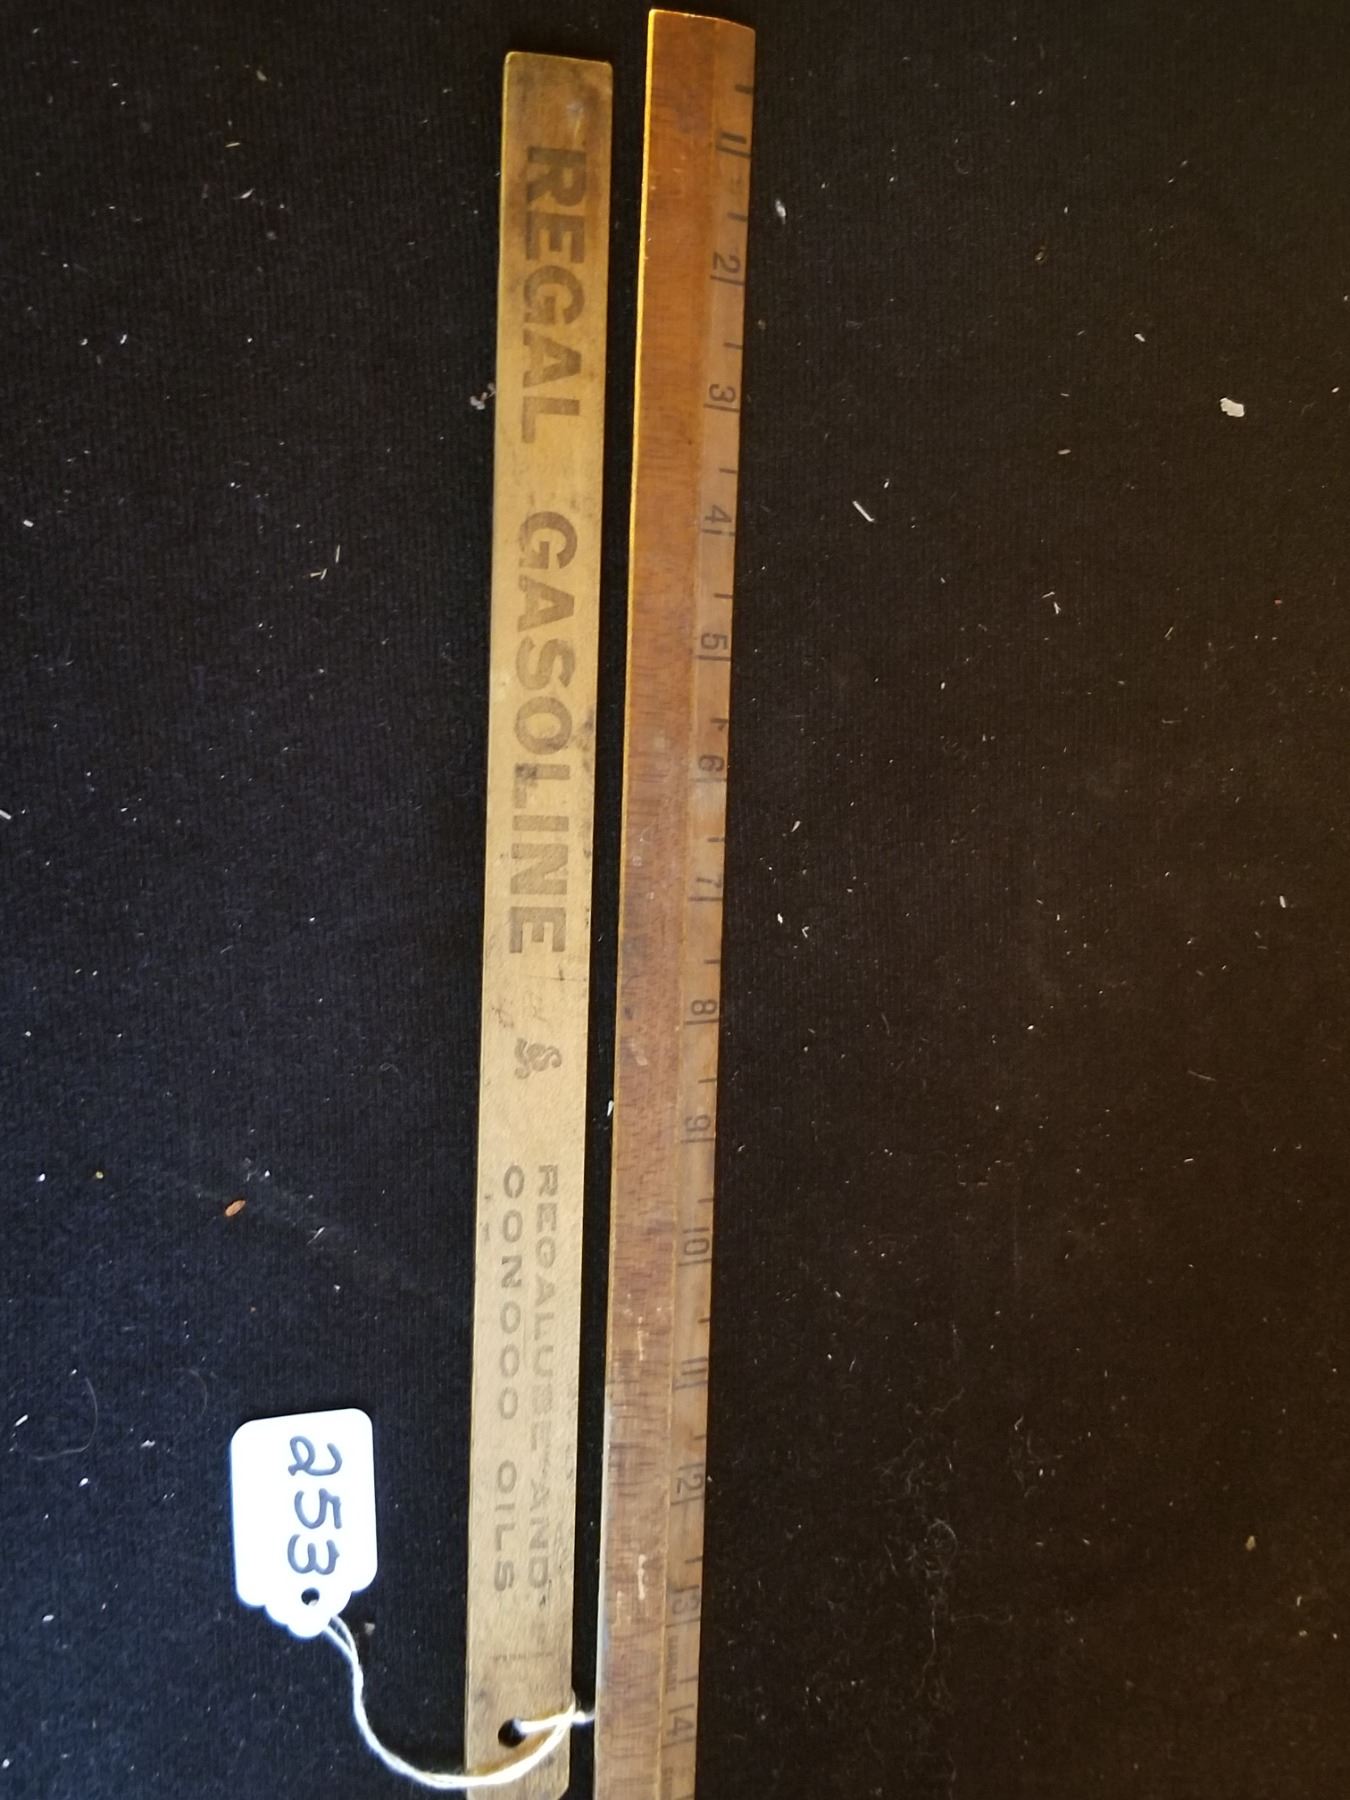 REGAL GASOLINE &
REGALUBE AND
CONOCO OILS
1 2 3 4 5 6 7 8 9 10 11 12 13 14
253